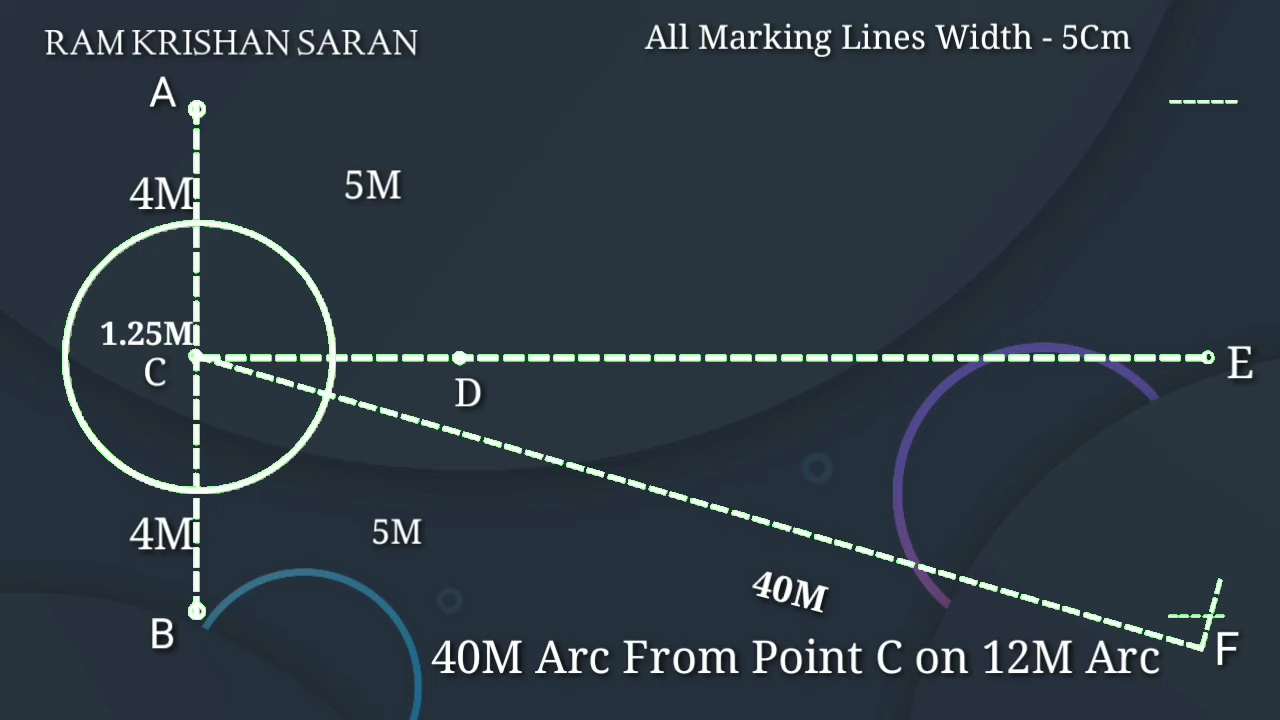 RAM KRISHAN SARAN
All Marking Lines Width - 5Cm
A
4M
5M
1.25M
C
D
E
4M
5M
B
40M
F
40M Arc From Point C on 12M Arc